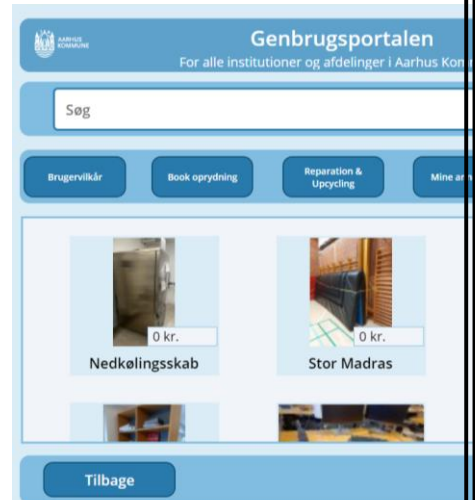 AARHUS
KOMMUNE
Genbrugsportalen
For alle institutioner og afdelinger i Aarhus Kom
Søg
Brugervilkår
Book oprydning
Reparation &
Upcycling
Mine an
0 kr.
0 kr.
Nedkølingsskab
Stor Madras
Tilbage